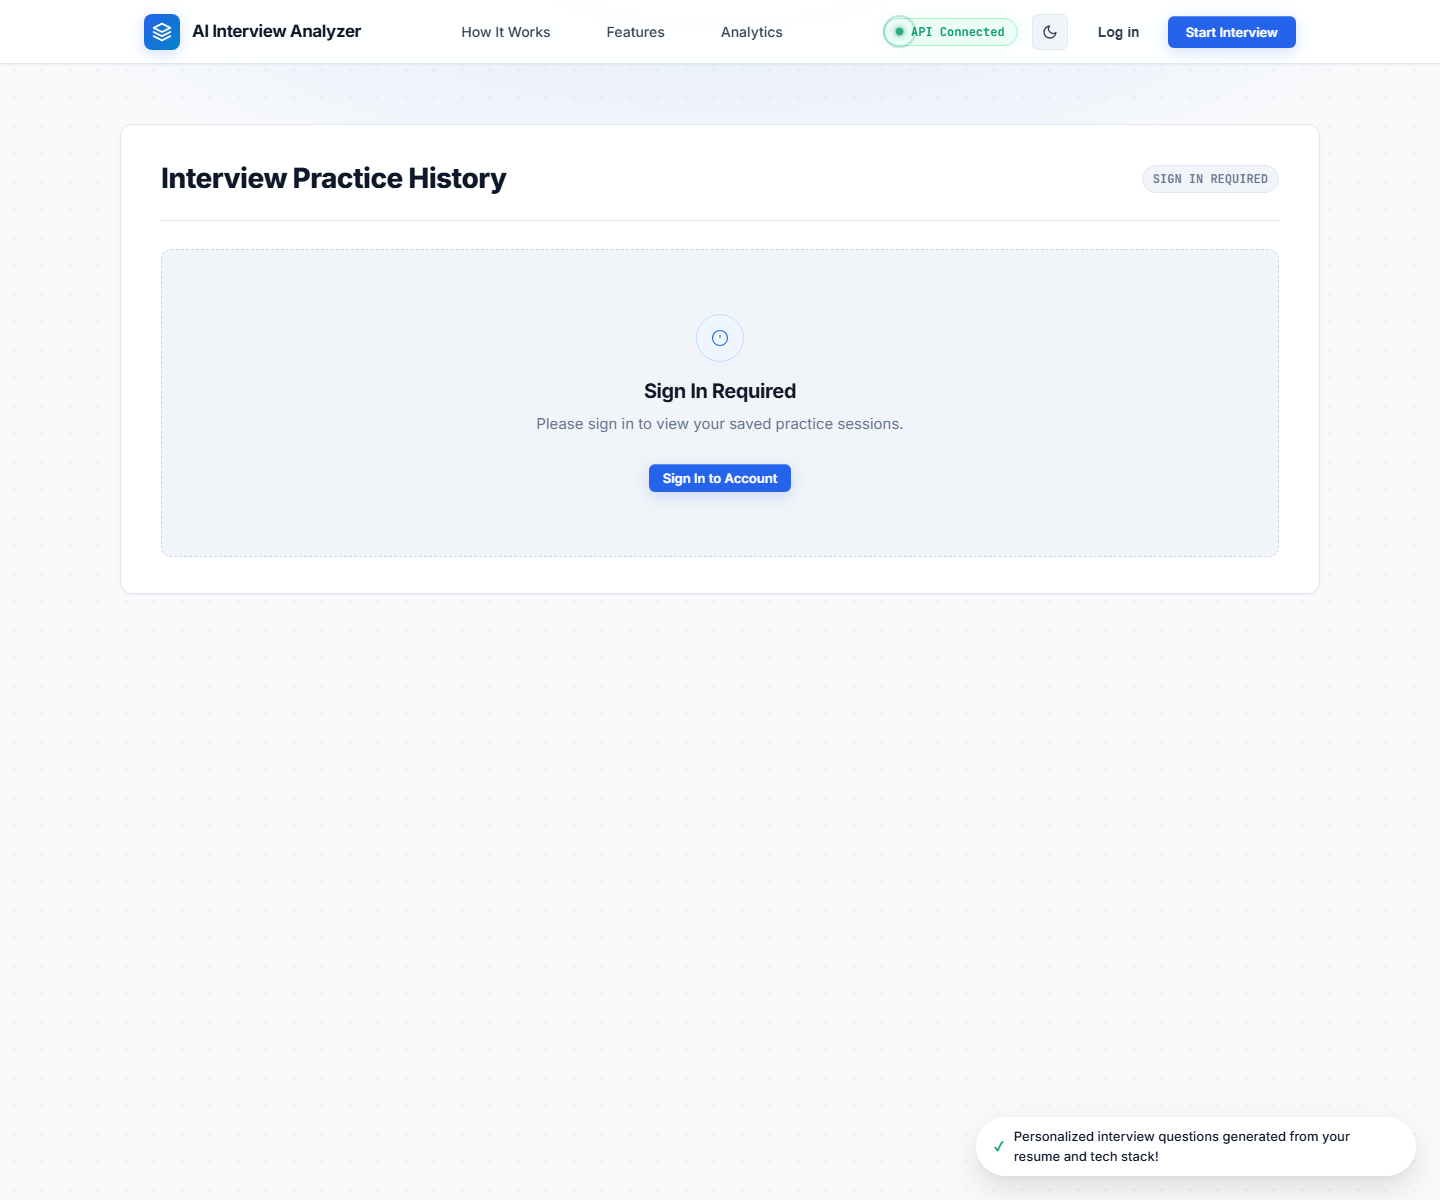 AI Interview Analyzer
How It Works
Features
Analytics
API Connected
Log in
Start Interview
Interview Practice History
SIGN IN REQUIRED
Sign In Required
Please sign in to view your saved practice sessions.
Sign In to Account
Personalized interview questions generated from your
resume and tech stack!